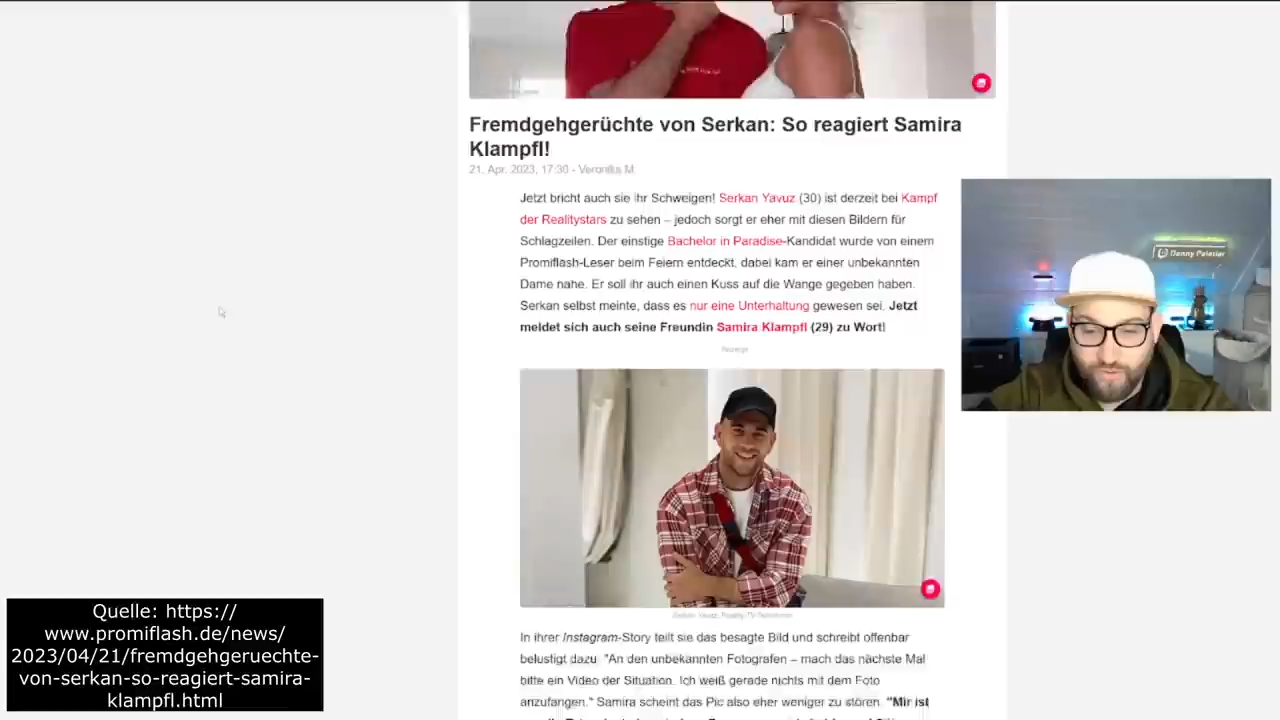 Fremdgehgerüchte von Serkan: So reagiert Samira
Klampfl!
21. Apr. 2023, 17:30 - Veronika M.
Jetzt bricht auch sie ihr Schweigen! Serkan Yavuz (30) ist derzeit bei Kampf
der Realitystars zu sehen – jedoch sorgt er eher mit diesen Bildern für
Schlagzeilen. Der einstige Bachelor in Paradise-Kandidat wurde von einem
Promiflash-Leser beim Feiern entdeckt, dabei kam er einer unbekannten
Dame nahe. Er soll ihr auch einen Kuss auf die Wange gegeben haben.
Serkan selbst meinte, dass es nur eine Unterhaltung gewesen sei. Jetzt
meldet sich auch seine Freundin Samira Klampfl (29) zu Wort!
Anzeige
Serkan Yavuz, Reality-TV-Teilnehmer
In ihrer Instagram-Story teilt sie das besagte Bild und schreibt offenbar
belustigt dazu: "An den unbekannten Fotografen – mach das nächste Mal
bitte ein Video der Situation. Ich weiß gerade nichts mit dem Foto
anzufangen." Samira scheint das Pic also eher weniger zu stören. "Mir ist
Quelle: https://
www.promiflash.de/news/
2023/04/21/fremdgehgeruechte-
von-serkan-so-reagiert-samira-
klampfl.html